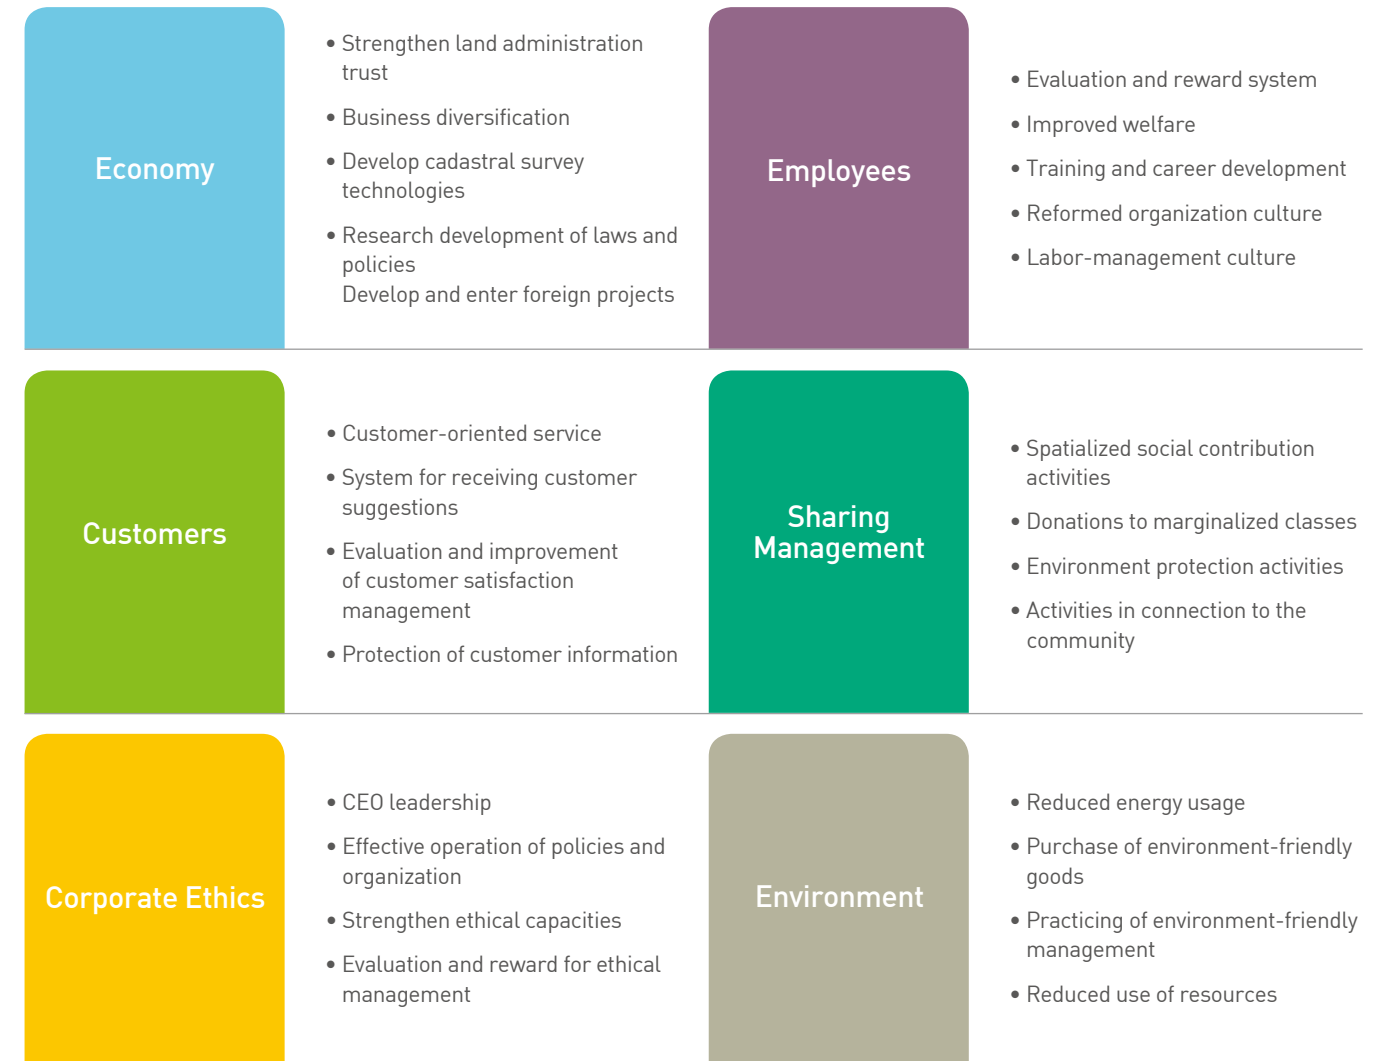 Economy
• Strengthen land administration
trust
• Business diversification
• Develop cadastral survey
technologies
• Research development of laws and
policies
Develop and enter foreign projects
Employees
• Evaluation and reward system
• Improved welfare
• Training and career development
• Reformed organization culture
• Labor-management culture
Customers
• Customer-oriented service
• System for receiving customer
suggestions
• Evaluation and improvement
of customer satisfaction
management
• Protection of customer information
Sharing
Management
• Spatialized social contribution
activities
• Donations to marginalized classes
• Environment protection activities
• Activities in connection to the
community
Corporate Ethics
• CEO leadership
• Effective operation of policies and
organization
• Strengthen ethical capacities
• Evaluation and reward for ethical
management
Environment
• Reduced energy usage
• Purchase of environment-friendly
goods
• Practicing of environment-friendly
management
• Reduced use of resources